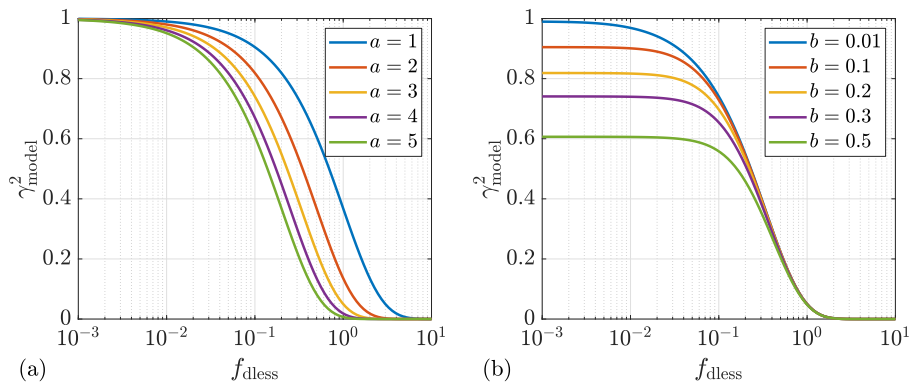 1
0.8
0.6
0.4
0.2
0
γ²model
10⁻³ 10⁻² 10⁻¹ 10⁰ 10¹
f_dless
(a)
a = 1
a = 2
a = 3
a = 4
a = 5
1
0.8
0.6
0.4
0.2
0
γ²model
10⁻³ 10⁻² 10⁻¹ 10⁰ 10¹
f_dless
(b)
b = 0.01
b = 0.1
b = 0.2
b = 0.3
b = 0.5